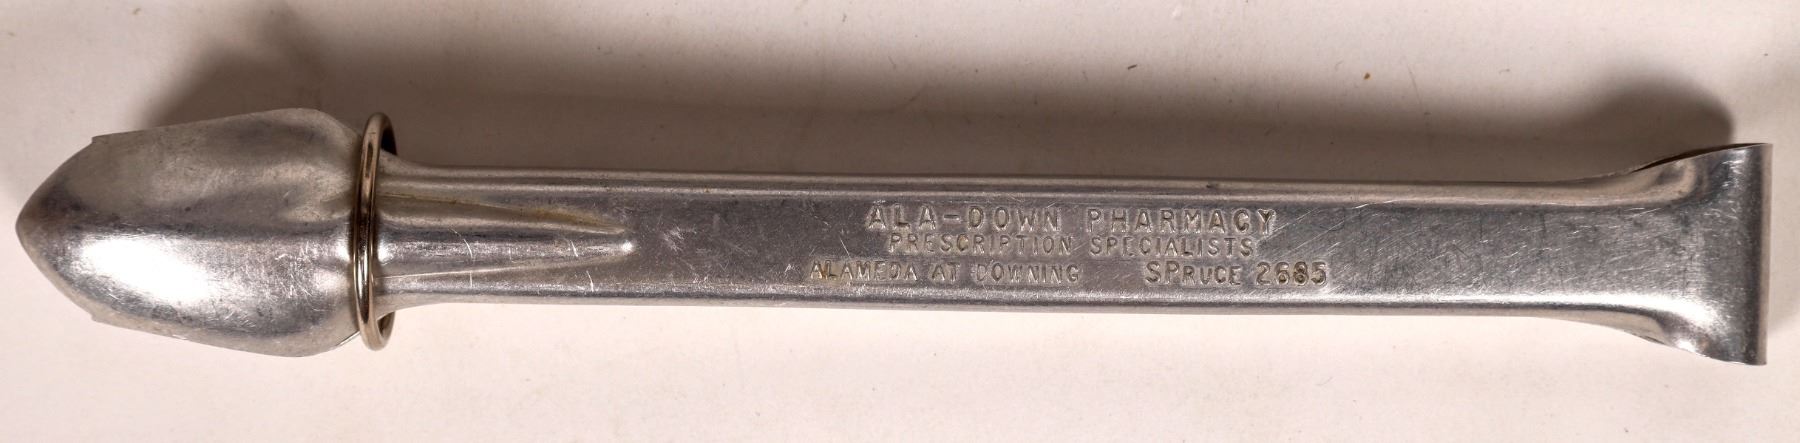 ALA-DOWN PHARMACY
PRESCRIPTION SPECIALISTS
ALAMEDA AT DOWNING SPRUCE 2685